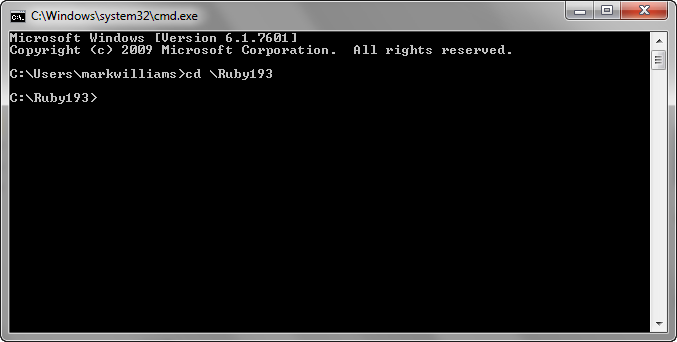 C:\Windows\system32\cmd.exe
Microsoft Windows [Version 6.1.7601]
Copyright (c) 2009 Microsoft Corporation.  All rights reserved.
C:\Users\markwilliams>cd \Ruby193
C:\Ruby193>